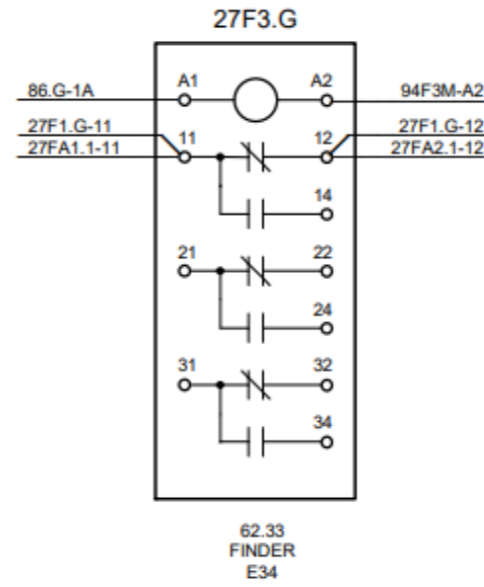 27F3.G
86.G-1A A1 A2 94F3M-A2
27F1.G-11 27F1.G-12
11 12
27FA1.1-11 27FA2.1-12
14
21 22
24
31 32
34
62.33
FINDER
E34